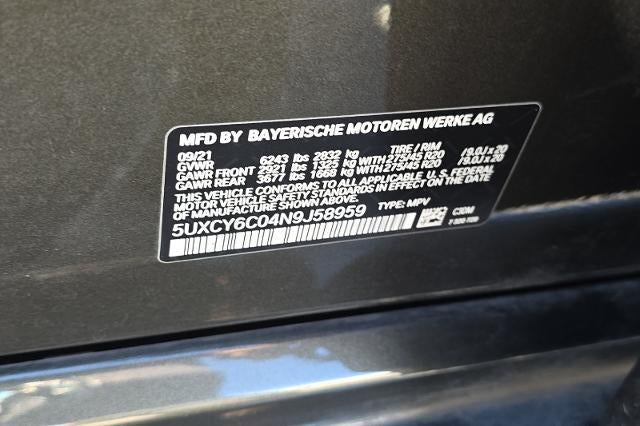 MFD BY BAYERISCHE MOTOREN WERKE AG
09/21 TIRE / RIM
GVWR 6243 lbs 2832 kg
GAWR FRONT 2921 lbs 1325 kg WITH 275/45 R20 /9.0J x 20
GAWR REAR 3677 lbs 1668 kg WITH 275/45 R20 /9.0J x 20
THIS VEHICLE CONFORMS TO ALL APPLICABLE U.S. FEDERAL
MOTOR VEHICLE SAFETY STANDARDS IN EFFECT ON THE DATE
OF MANUFACTURE SHOWN ABOVE.
5UXCY6C04N9J58959 TYPE: MPV